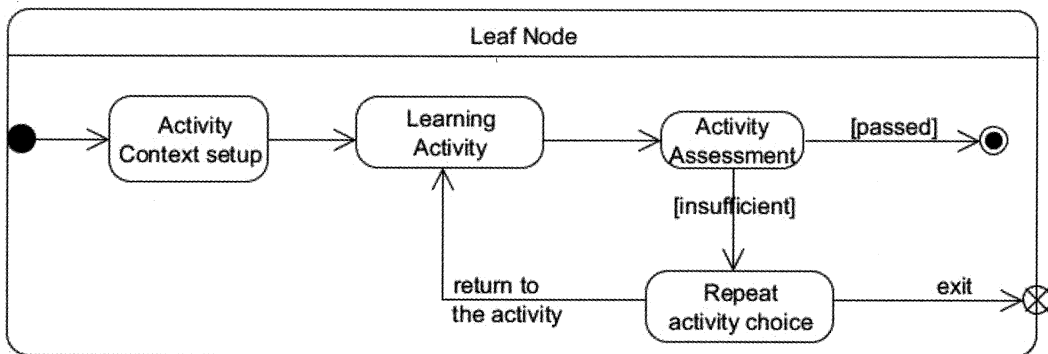 Leaf Node
Activity
Context setup
Learning
Activity
Activity
Assessment
[passed]
[insufficient]
return to
the activity
Repeat
activity choice
exit